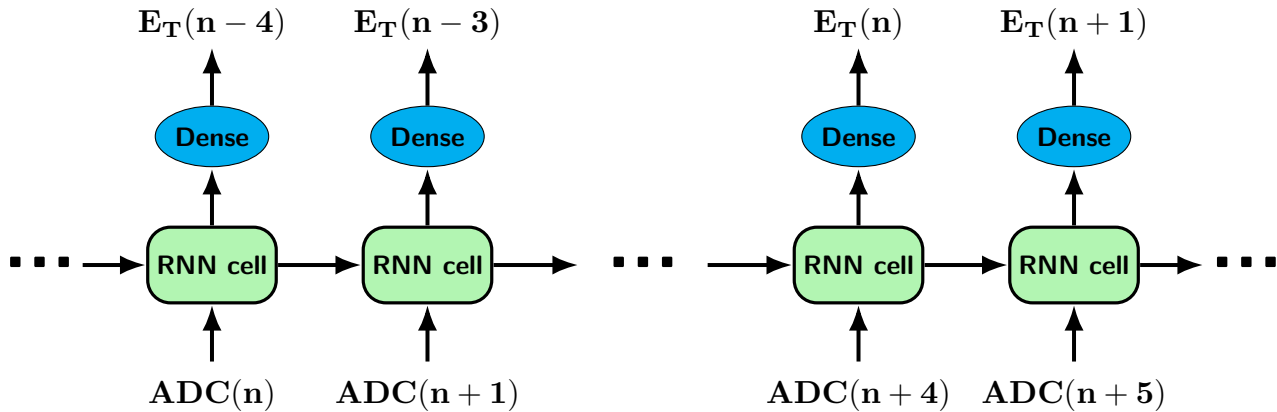 E_T(n − 4) E_T(n − 3) E_T(n) E_T(n + 1)
Dense Dense Dense Dense
▪▪▪ RNN cell RNN cell ▪▪▪ RNN cell RNN cell ▪▪▪
ADC(n) ADC(n + 1) ADC(n + 4) ADC(n + 5)